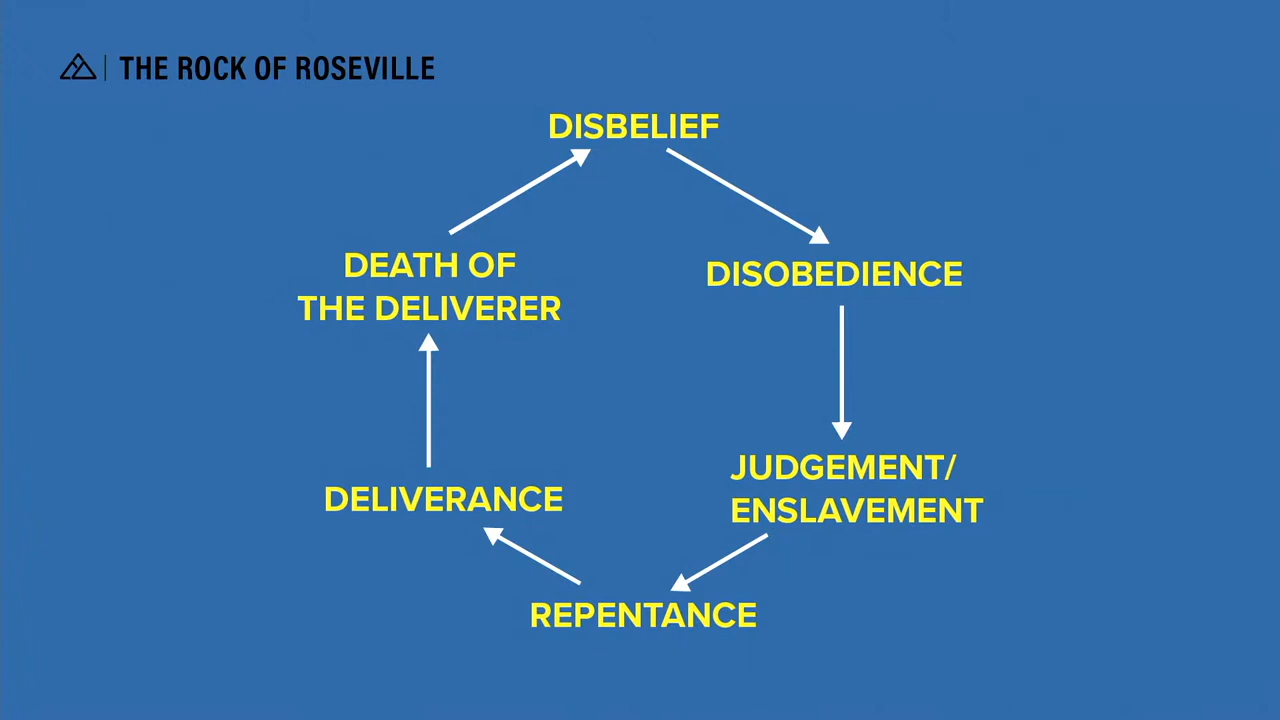 THE ROCK OF ROSEVILLE
DISBELIEF
DISOBEDIENCE
JUDGEMENT/
ENSLAVEMENT
REPENTANCE
DELIVERANCE
DEATH OF
THE DELIVERER